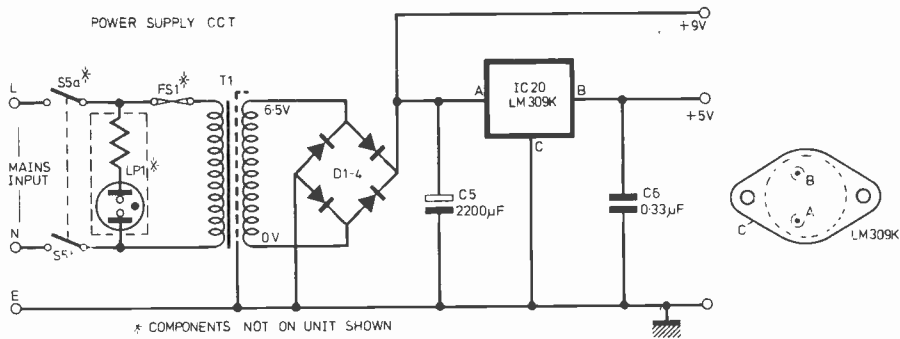 POWER SUPPLY CCT
+9V
S5a*
FS1*
T1
L
6·5V
A
IC20
LM309K
B
+5V
C
MAINS
INPUT
LP1*
D1-4
C5
2200µF
C6
0·33µF
B
A
C
LM309K
N
0V
E
* COMPONENTS NOT ON UNIT SHOWN